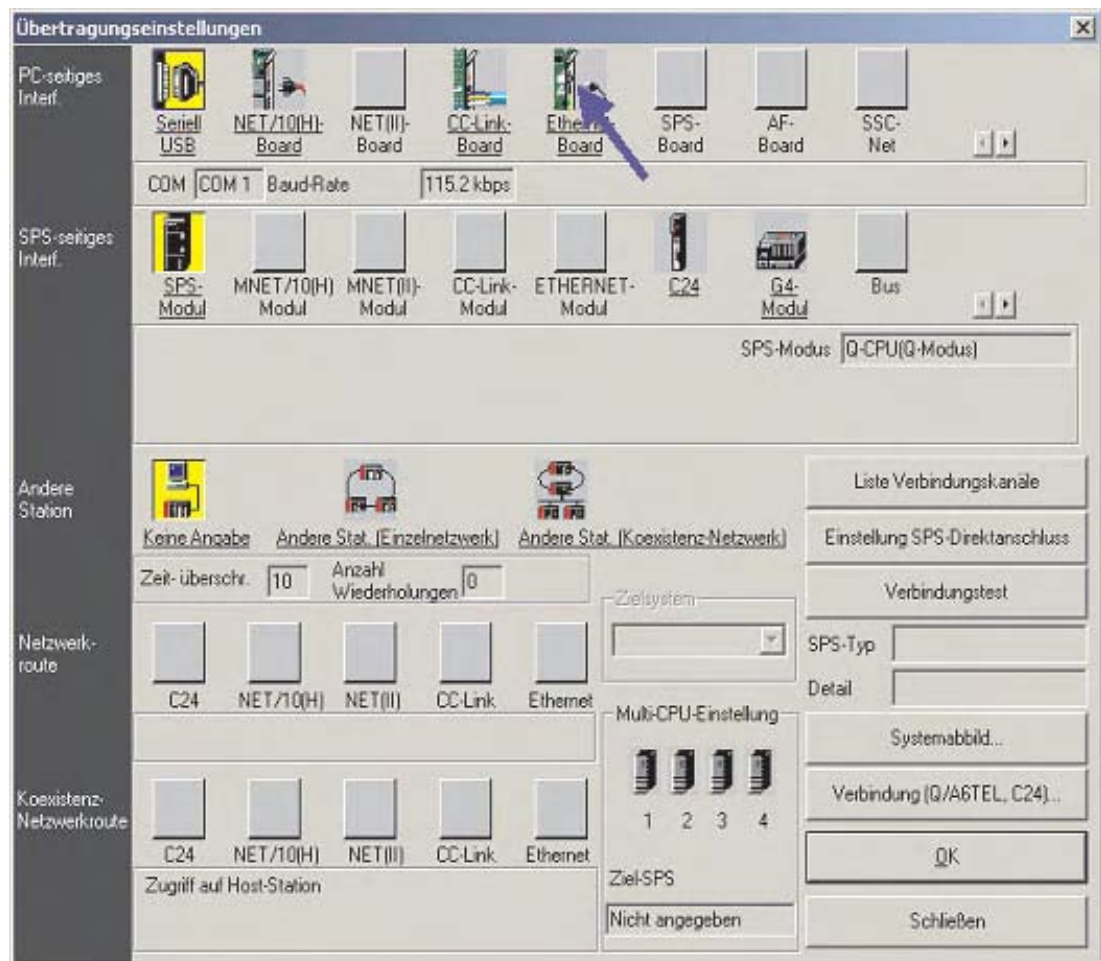 Übertragungseinstellungen
PC-seitiges
Interf.
Seriell
USB
NET/10(H)-
Board
NET(II)-
Board
CC-Link-
Board
Board
SPS-
Board
AF-
Board
SSC-
Net
COM COM 1 Baud-Rate 115.2 kbps
SPS-seitiges
Interf.
SPS-
Modul
MNET/10(H)
Modul
MNET(II)-
Modul
CC-Link-
Modul
ETHERNET-
Modul
C24
G4-
Modul
Bus
SPS-Modus Q-CPU(Q-Modus)
Andere
Station
Keine Angabe
Andere Stat. (Einzelnetzwerk)
Andere Stat. (Koexistenz-Netzwerk)
Zeit- überschr. 10
Anzahl
Wiederholungen 0
Liste Verbindungskanäle
Einstellung SPS-Direktanschluss
Verbindungstest
Zielsystem
SPS-Typ
Detail
Netzwerk-
route
C24 NET/10(H) NET(II) CC-Link Ethernet
Multi-CPU-Einstellung
1 2 3 4
Systemabbild...
Verbindung (Q/A6TEL, C24)...
Koexistenz-
Netzwerkroute
C24 NET/10(H) NET(II) CC-Link Ethernet
Zugriff auf Host-Station
Ziel-SPS
Nicht angegeben
OK
Schließen